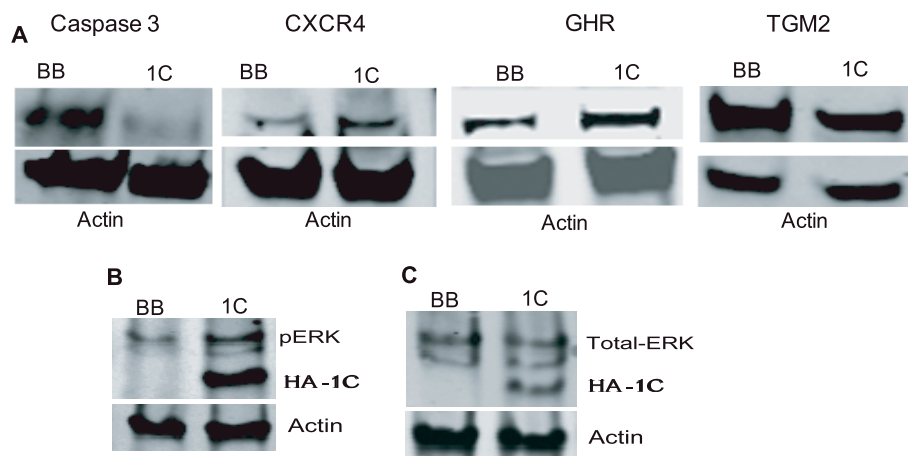 Caspase 3 CXCR4 GHR TGM2
A
BB 1C BB 1C BB 1C BB 1C
Actin Actin Actin Actin
B C
BB 1C BB 1C
pERK Total-ERK
HA-1C HA-1C
Actin Actin